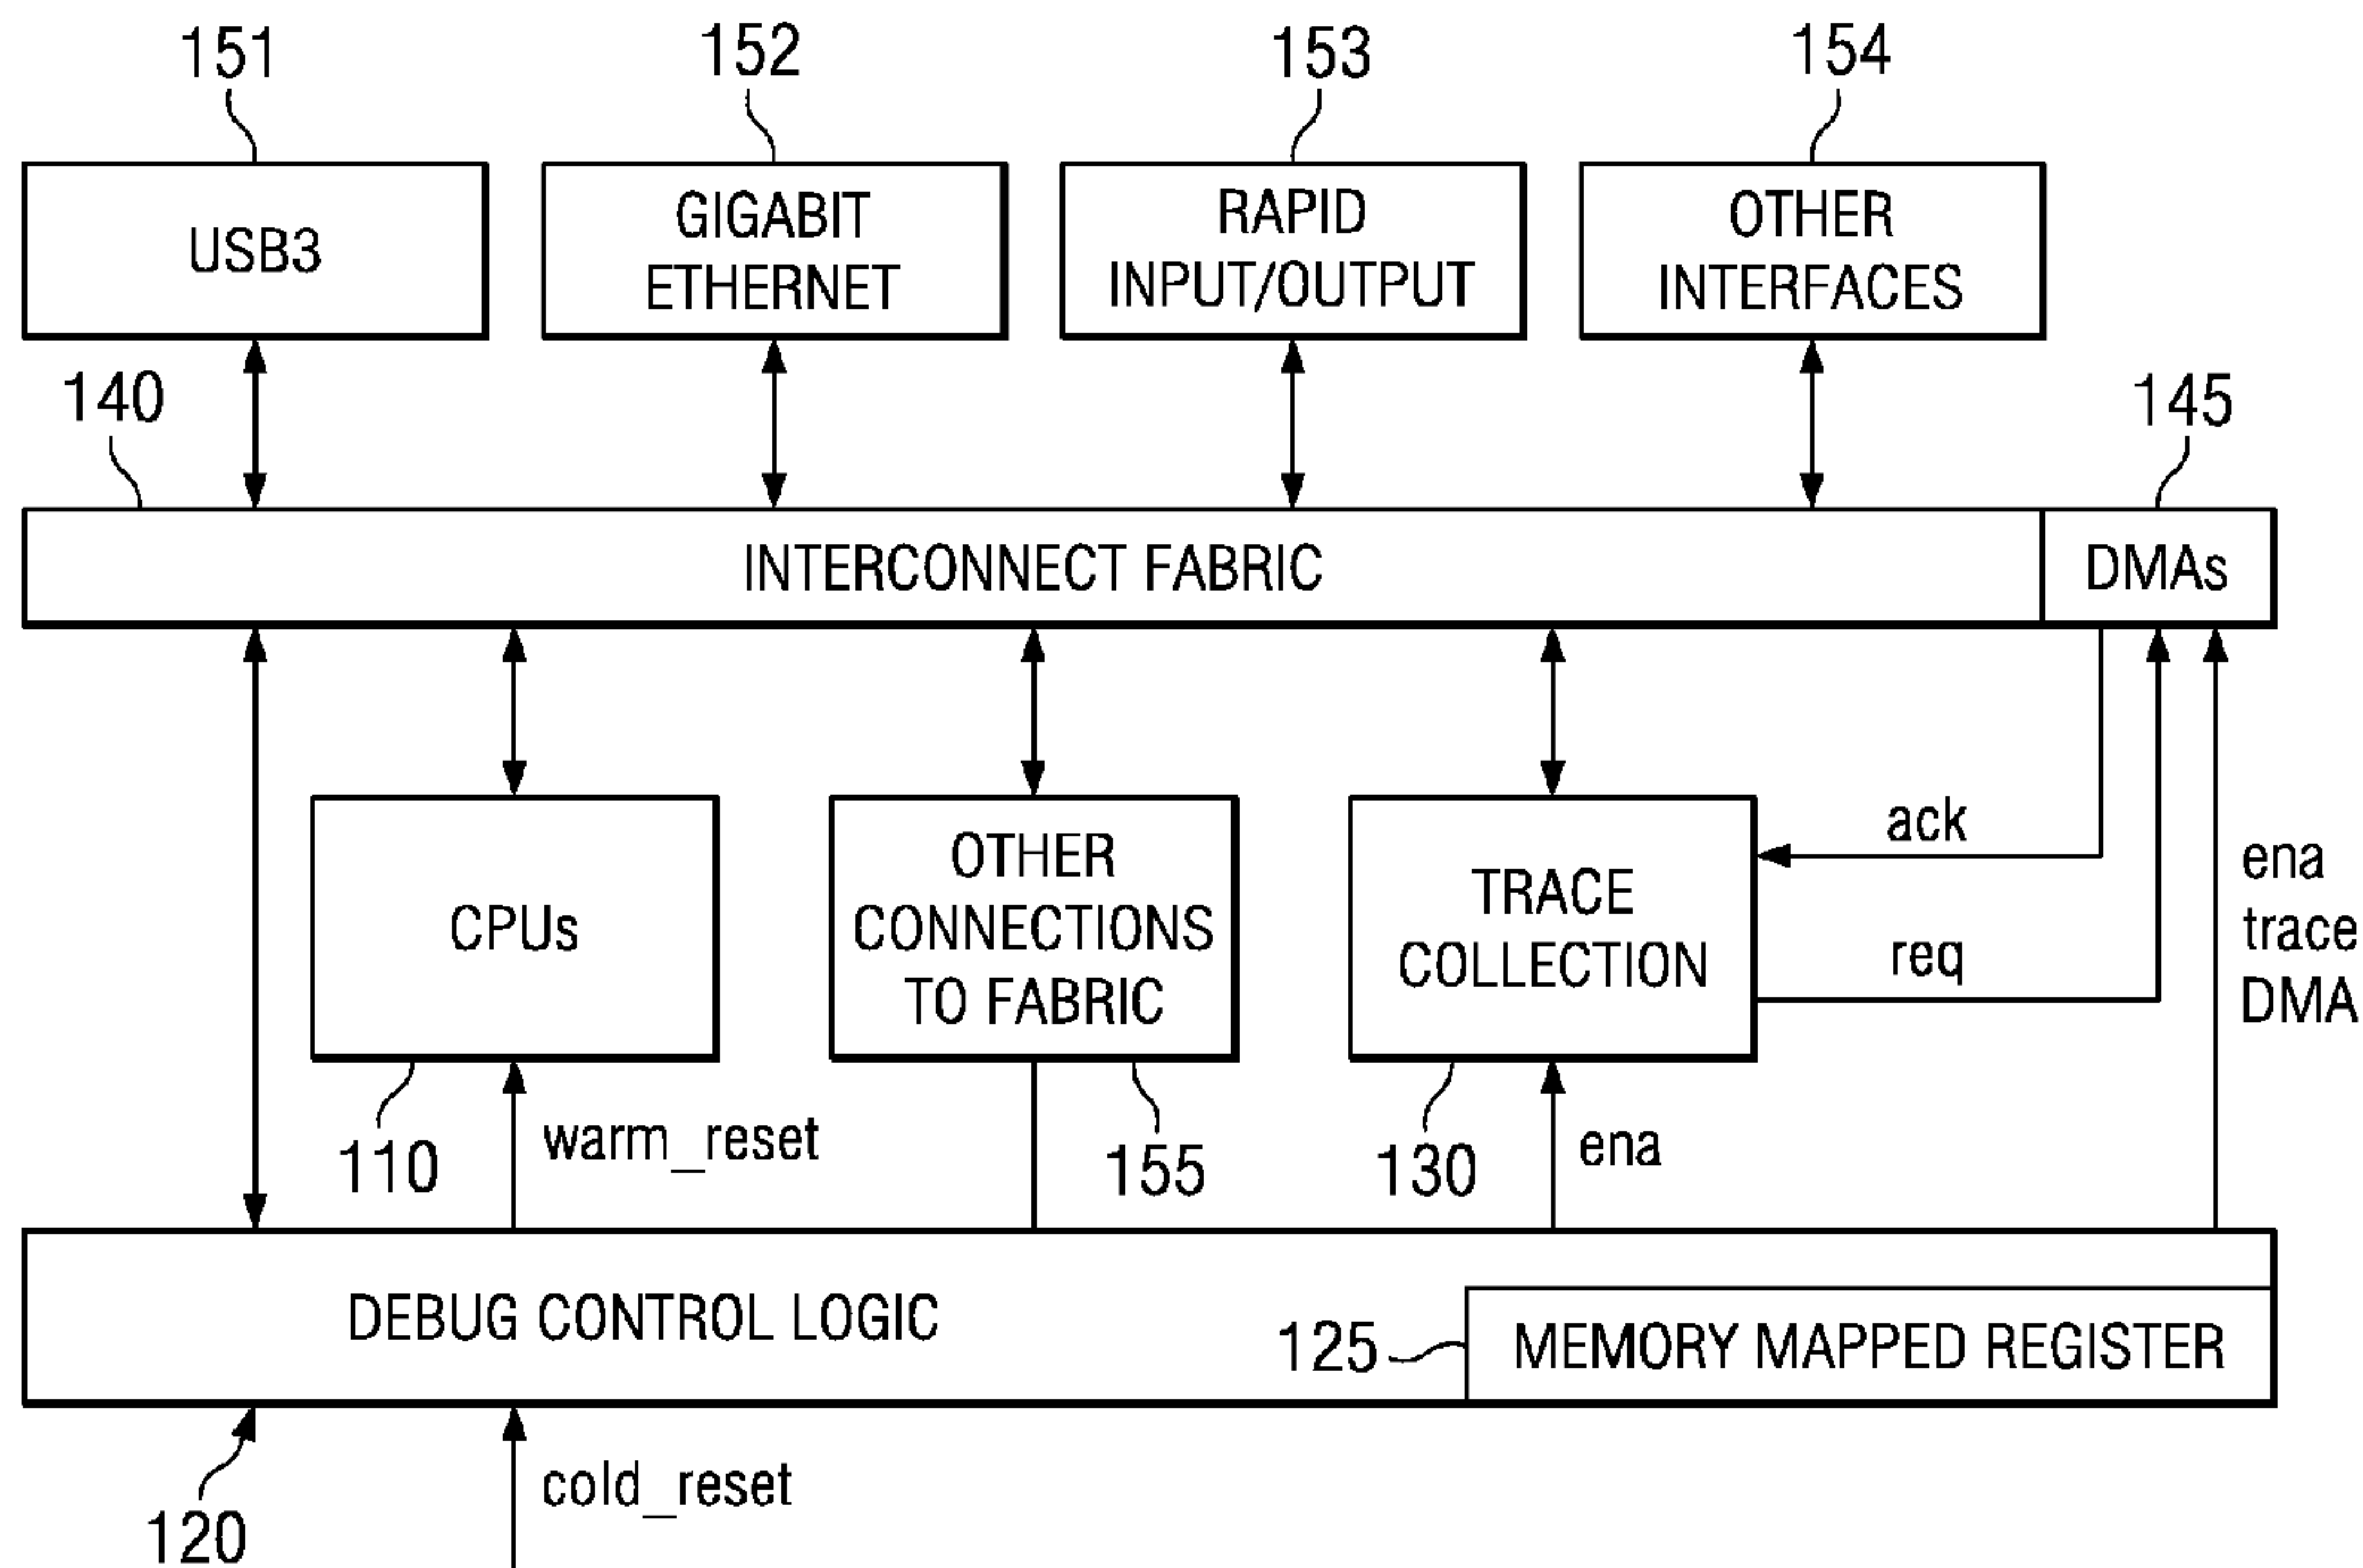 151
152
153
154
USB3
GIGABIT
ETHERNET
RAPID
INPUT/OUTPUT
OTHER
INTERFACES
140
145
INTERCONNECT FABRIC
DMAs
CPUs
OTHER
CONNECTIONS
TO FABRIC
TRACE
COLLECTION
ack
req
ena
trace
DMA
110
warm_reset
155
130
ena
DEBUG CONTROL LOGIC
125
MEMORY MAPPED REGISTER
120
cold_reset